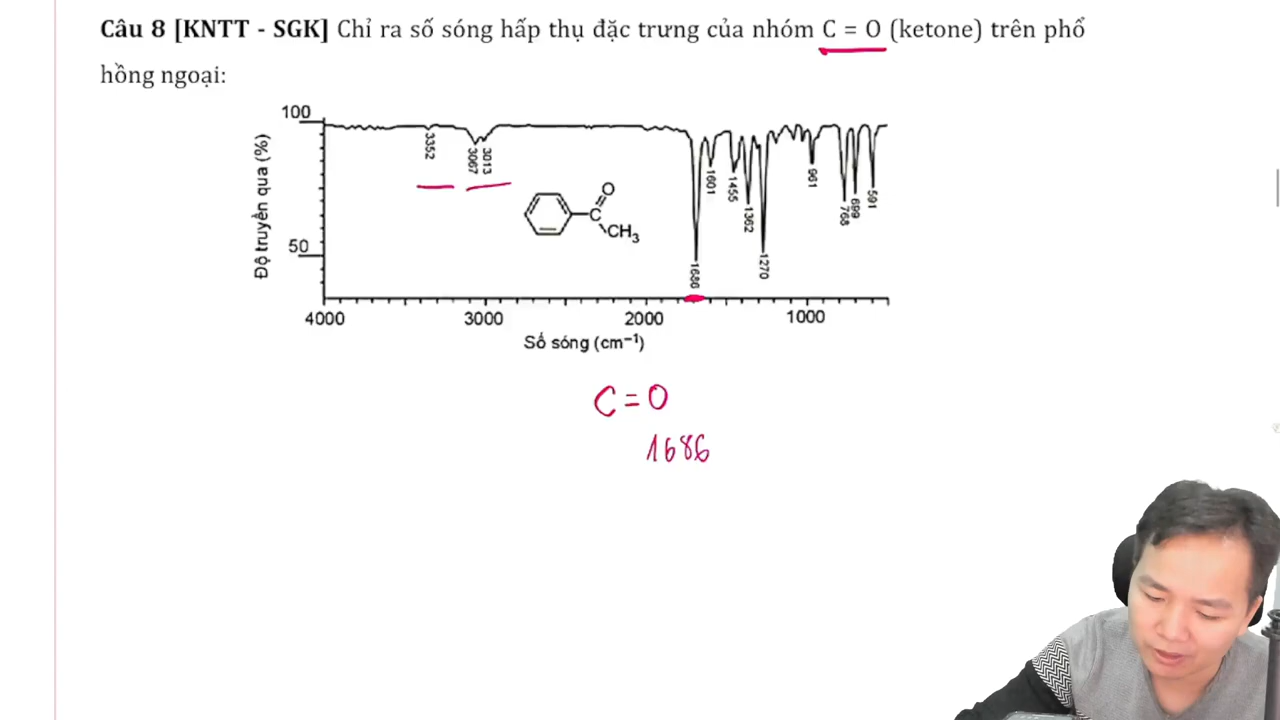 Câu 8 [KNTT - SGK] Chỉ ra số sóng hấp thụ đặc trưng của nhóm C = O (ketone) trên phổ
hồng ngoại:
100
50
Độ truyền qua (%)
3352
3067
3013
1686
1601
1455
1362
1270
961
768
699
591
O
C
CH3
4000
3000
2000
1000
Số sóng (cm⁻¹)
C = O
1686